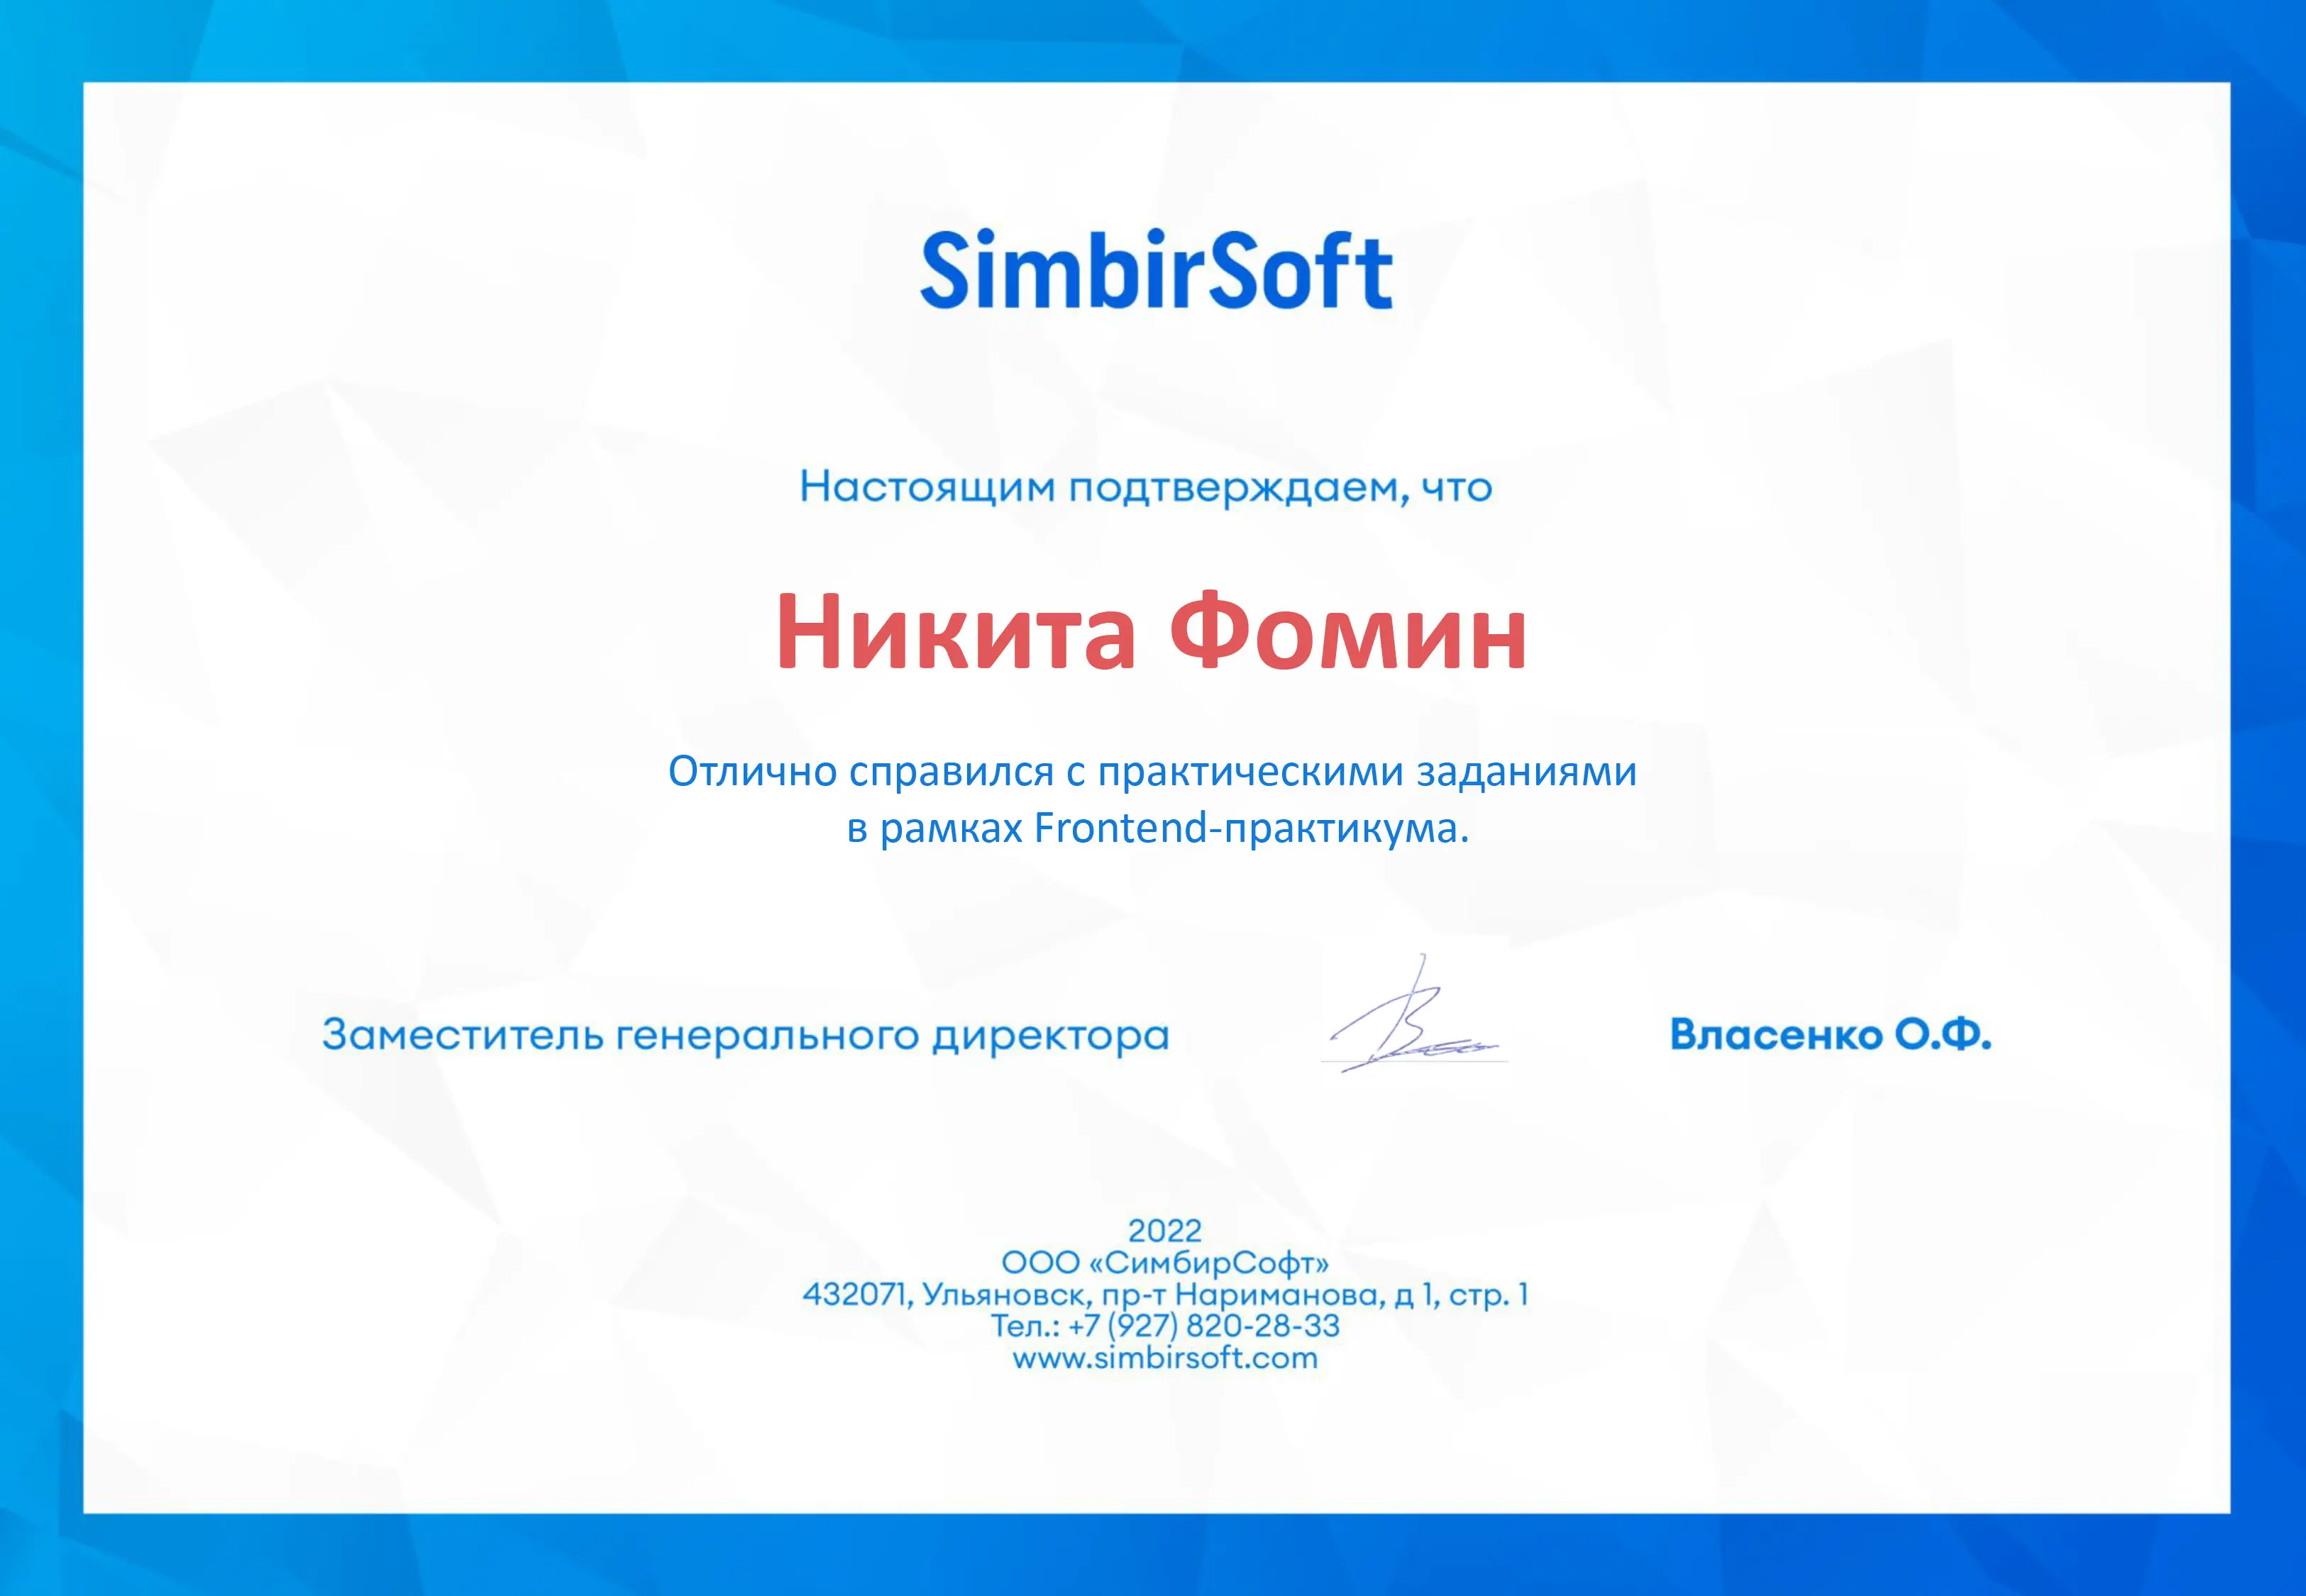 SimbirSoft
Настоящим подтверждаем, что
Никита Фомин
Отлично справился с практическими заданиями
в рамках Frontend-практикума.
Заместитель генерального директора
Власенко О.Ф.
2022
ООО «СимбирСофт»
432071, Ульяновск, пр-т Нариманова, д 1, стр. 1
Тел.: +7 (927) 820-28-33
www.simbirsoft.com